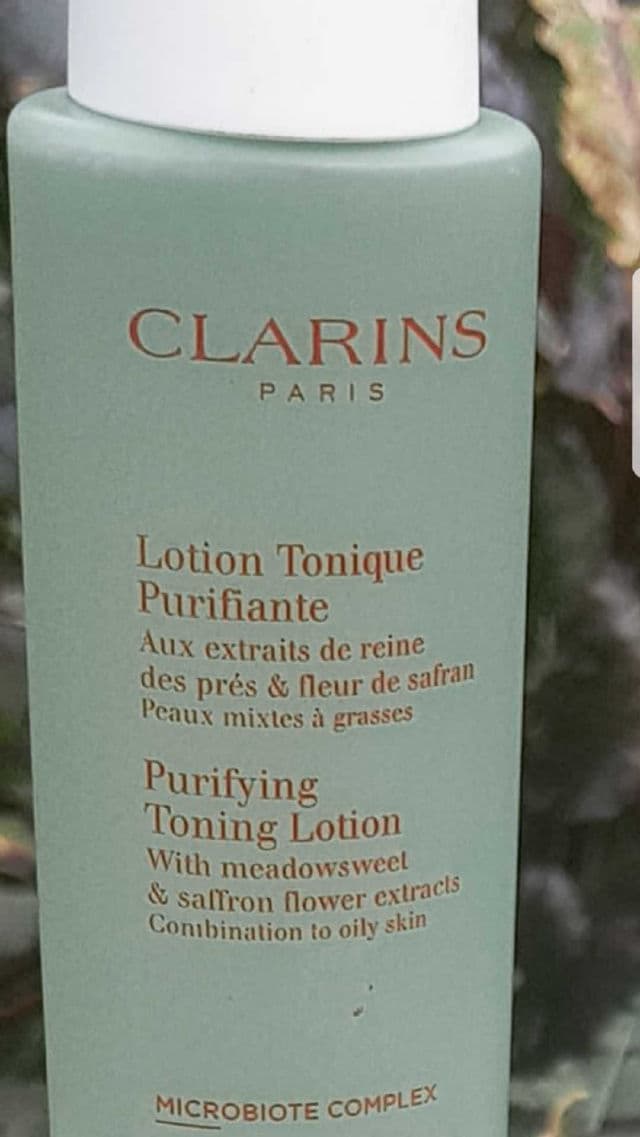 CLARINS
PARIS
Lotion Tonique
Purifiante
Aux extraits de reine
des prés & fleur de safran
Peaux mixtes à grasses
Purifying
Toning Lotion
With meadowsweet
& saffron flower extracts
Combination to oily skin
MICROBIOTE COMPLEX